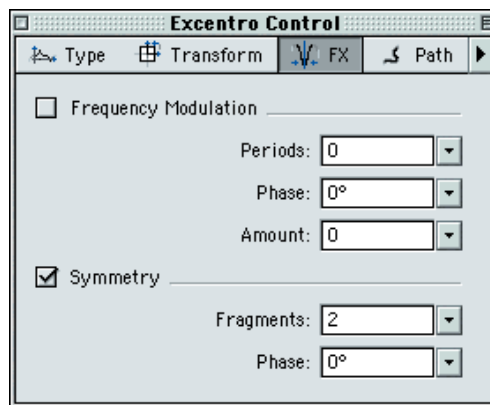 Excentro Control
Type Transform FX Path
Frequency Modulation
Periods: 0
Phase: 0°
Amount: 0
Symmetry
Fragments: 2
Phase: 0°